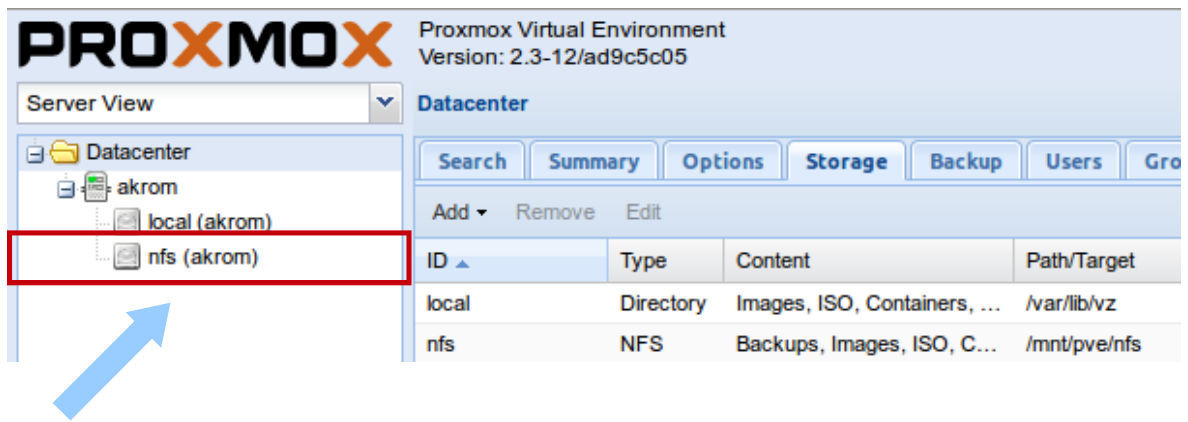 PROXMOX
Proxmox Virtual Environment
Version: 2.3-12/ad9c5c05
Server View
Datacenter
Datacenter
akrom
local (akrom)
nfs (akrom)
Search Summary Options Storage Backup Users Gro
Add Remove Edit
ID Type Content Path/Target
local Directory Images, ISO, Containers, ... /var/lib/vz
nfs NFS Backups, Images, ISO, C... /mnt/pve/nfs